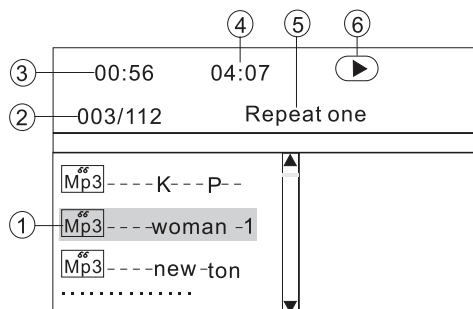 ④ ⑤ ⑥
③ 00:56 04:07
② 003/112 Repeat one
Mp3 ----K---P--
① Mp3 ----woman -1
Mp3 ----new-ton
..............